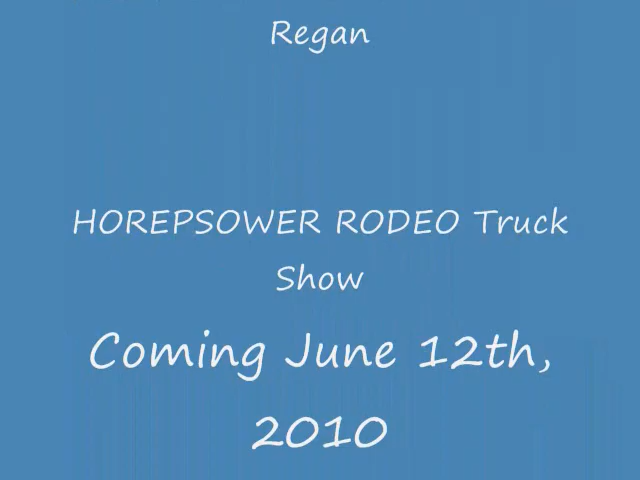 Regan
HOREPSOWER RODEO Truck
Show
Coming June 12th,
2010